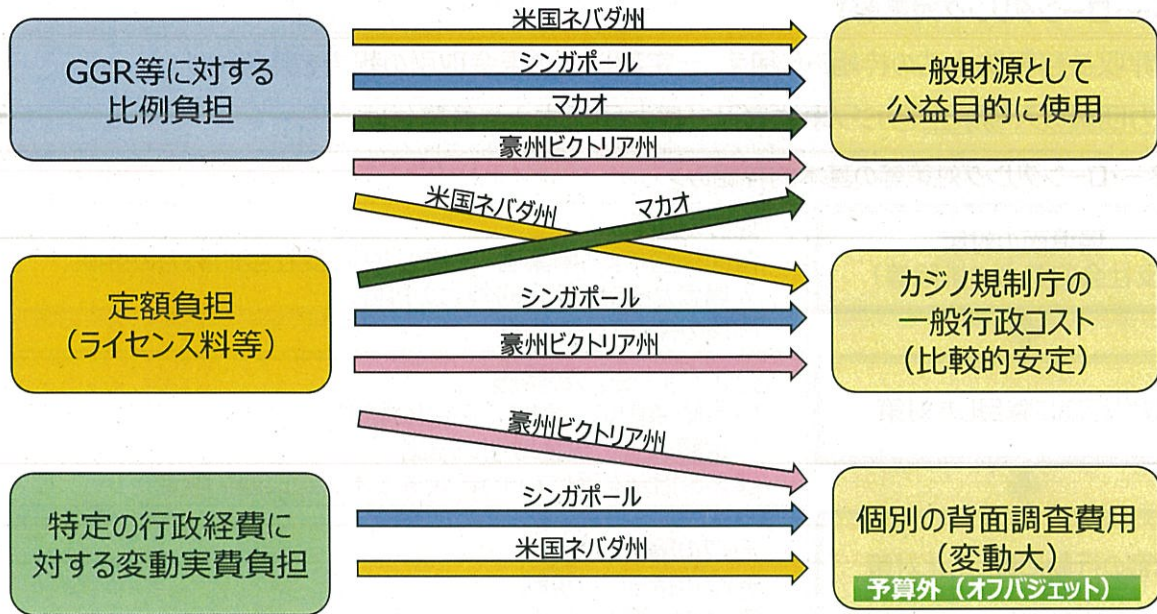 GGR等に対する
比例負担
米国ネバダ州
シンガポール
マカオ
豪州ビクトリア州
米国ネバダ州
マカオ
一般財源として
公益目的に使用
定額負担
(ライセンス料等)
シンガポール
豪州ビクトリア州
豪州ビクトリア州
カジノ規制庁の
一般行政コスト
(比較的安定)
特定の行政経費に
対する変動実費負担
シンガポール
米国ネバダ州
個別の背面調査費用
(変動大)
予算外(オフバジェット)